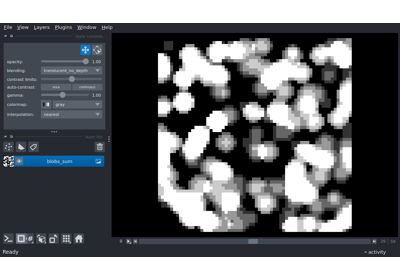 File View Layers Plugins Window Help
opacity: 1.00
blending: translucent_no_depth
contrast limits:
auto-contrast: once continuous
gamma: 1.00
colormap: gray
interpolation: nearest
blobs_sum
Ready
activity